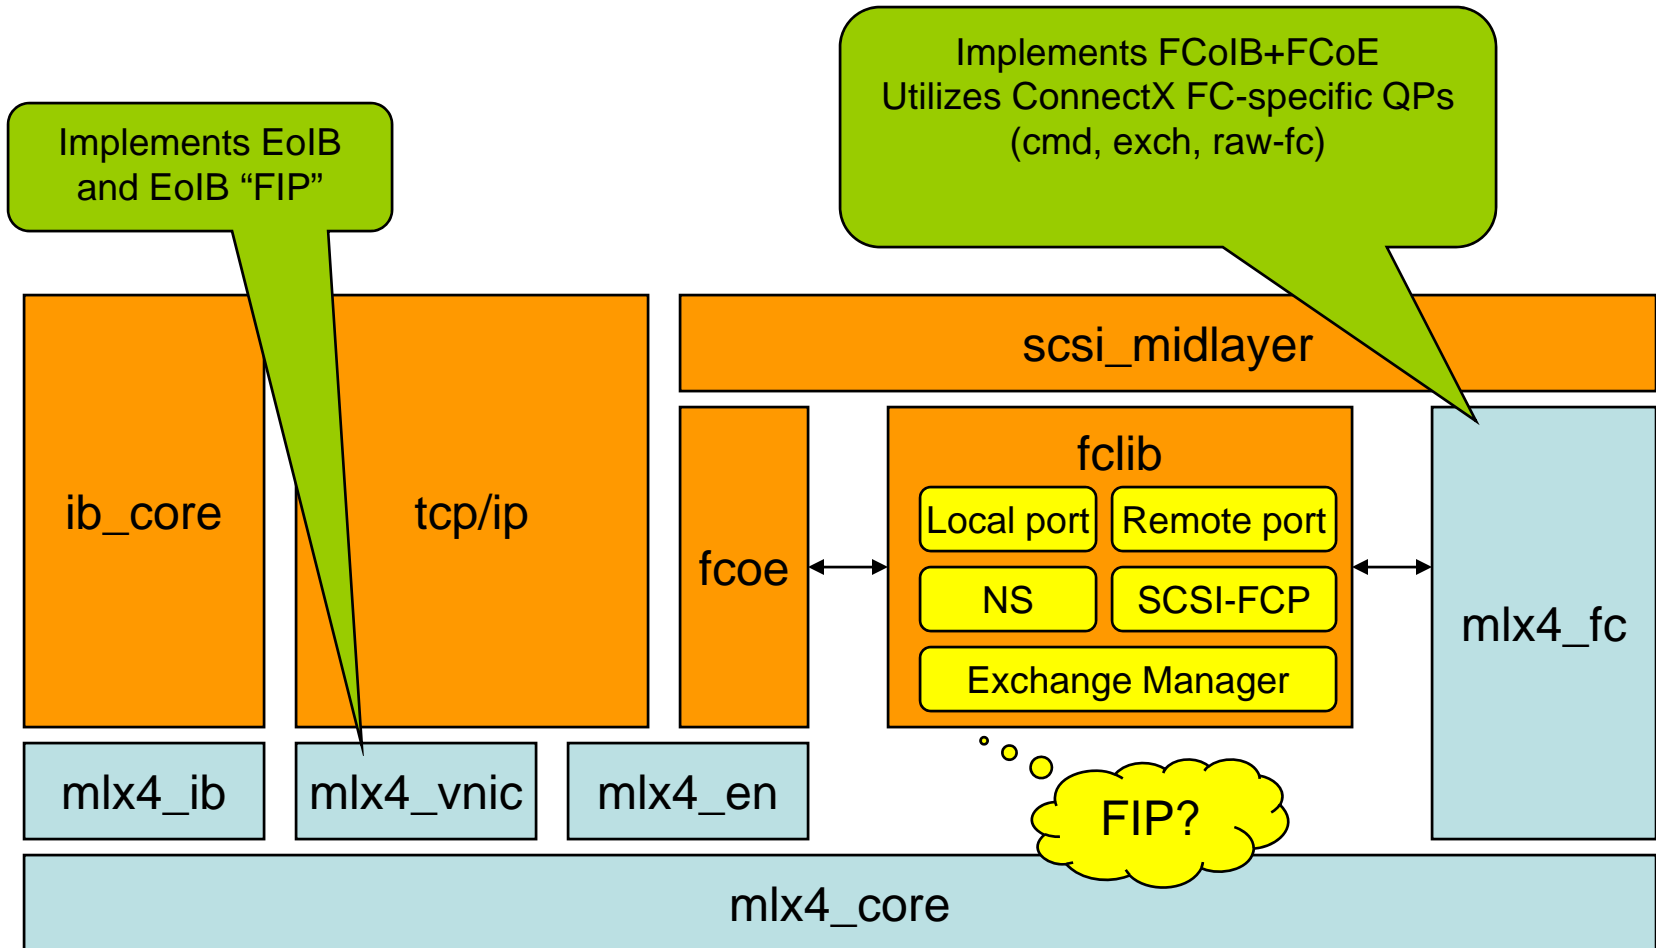 Implements FCoIB+FCoE
Utilizes ConnectX FC-specific QPs
(cmd, exch, raw-fc)
Implements EoIB
and EoIB “FIP”
scsi_midlayer
ib_core
tcp/ip
fcoe
fclib
Local port
Remote port
NS
SCSI-FCP
Exchange Manager
mlx4_fc
mlx4_ib
mlx4_vnic
mlx4_en
FIP?
mlx4_core